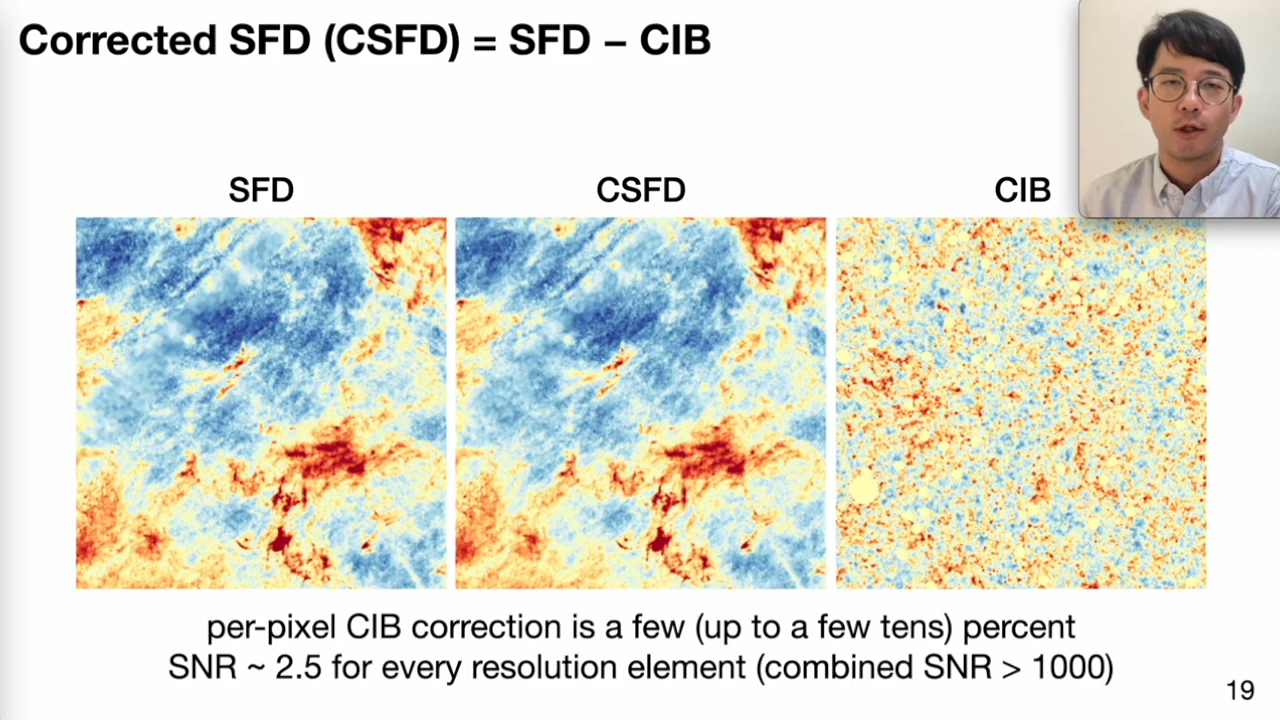 Corrected SFD (CSFD) = SFD − CIB
SFD
CSFD
CIB
per-pixel CIB correction is a few (up to a few tens) percent
SNR ~ 2.5 for every resolution element (combined SNR > 1000)
19